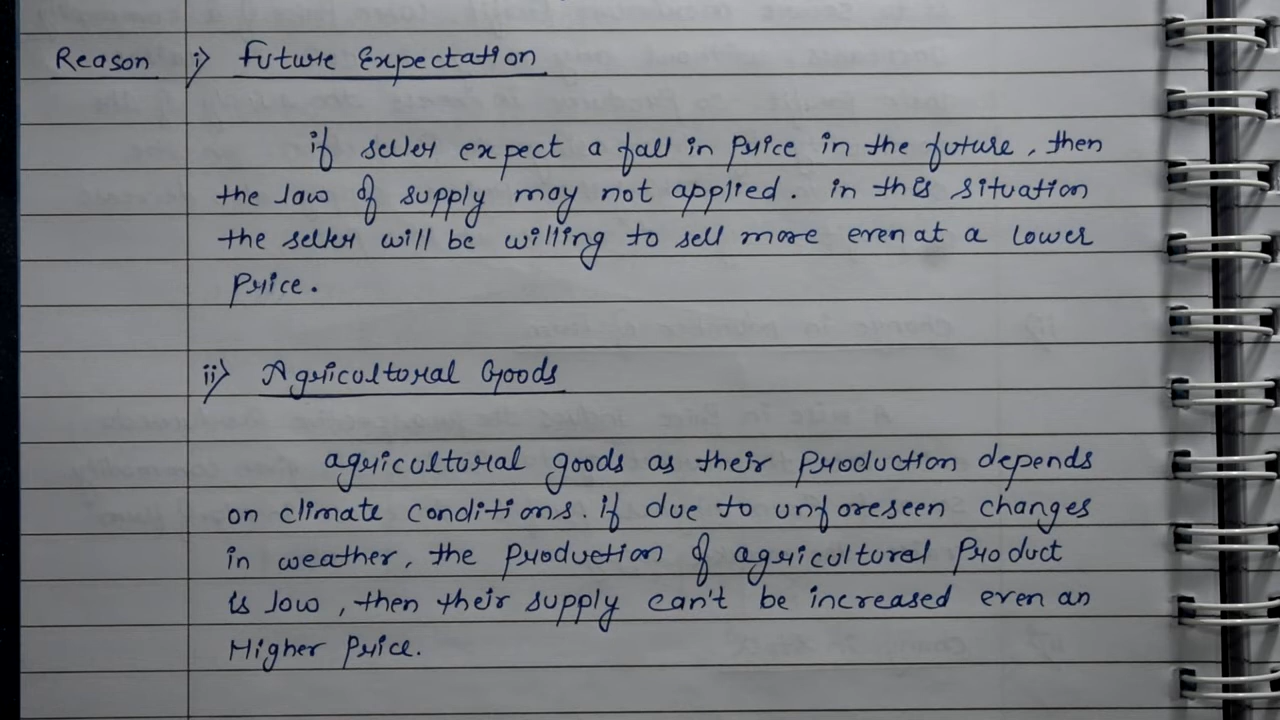 Reason i> Future Expectation
if seller expect a fall in price in the future, then
the law of supply may not applied. in this situation
the seller will be willing to sell more even at a lower
price.
ii> Agricultural Goods
agricultural goods as their production depends
on climate conditions. if due to unforeseen changes
in weather, the production of agricultural product
is low, then their supply can't be increased even an
Higher price.